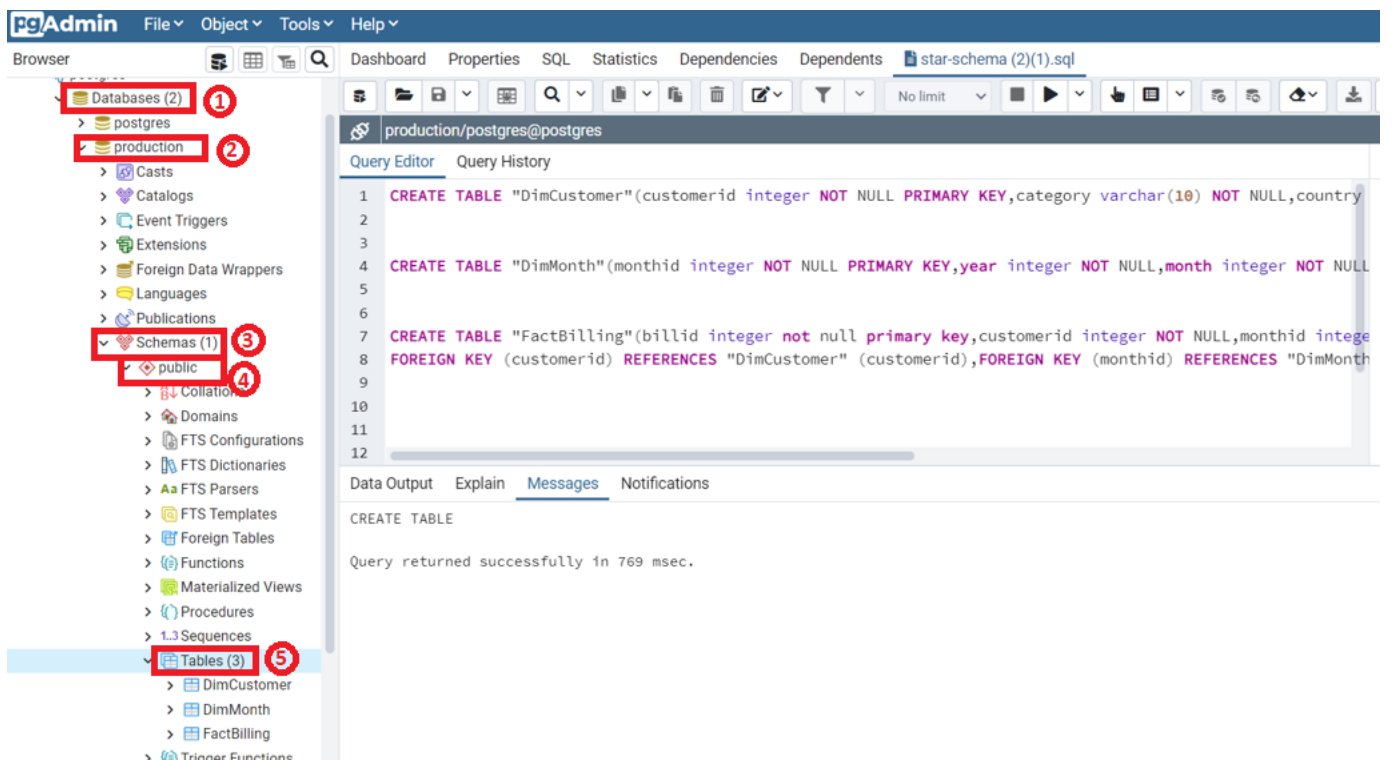 pgAdmin File Object Tools Help
Browser
Dashboard Properties SQL Statistics Dependencies Dependents star-schema (2)(1).sql
Databases (2) 1
postgres
production 2
Casts
Catalogs
Event Triggers
Extensions
Foreign Data Wrappers
Languages
Publications
Schemas (1) 3
public 4
Collations
Domains
FTS Configurations
FTS Dictionaries
Aa FTS Parsers
FTS Templates
Foreign Tables
Functions
Materialized Views
Procedures
1..3 Sequences
Tables (3) 5
DimCustomer
DimMonth
FactBilling
Trigger Functions
No limit
production/postgres@postgres
Query Editor Query History
1 CREATE TABLE "DimCustomer"(customerid integer NOT NULL PRIMARY KEY,category varchar(10) NOT NULL,country
2
3
4 CREATE TABLE "DimMonth"(monthid integer NOT NULL PRIMARY KEY,year integer NOT NULL,month integer NOT NULL
5
6
7 CREATE TABLE "FactBilling"(billid integer not null primary key,customerid integer NOT NULL,monthid intege
8 FOREIGN KEY (customerid) REFERENCES "DimCustomer" (customerid),FOREIGN KEY (monthid) REFERENCES "DimMonth
9
10
11
12
Data Output Explain Messages Notifications
CREATE TABLE
Query returned successfully in 769 msec.